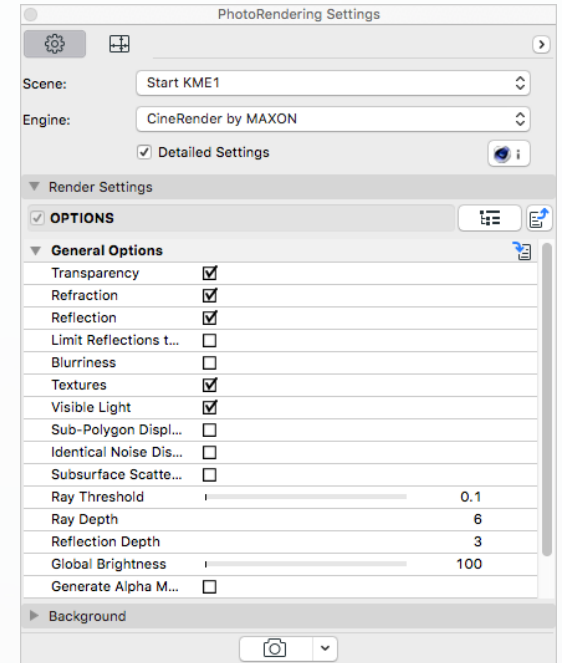 PhotoRendering Settings
Scene: Start KME1
Engine: CineRender by MAXON
Detailed Settings
Render Settings
OPTIONS
General Options
Transparency
Refraction
Reflection
Limit Reflections t...
Blurriness
Textures
Visible Light
Sub-Polygon Displ...
Identical Noise Dis...
Subsurface Scatte...
Ray Threshold 0.1
Ray Depth 6
Reflection Depth 3
Global Brightness 100
Generate Alpha M...
Background